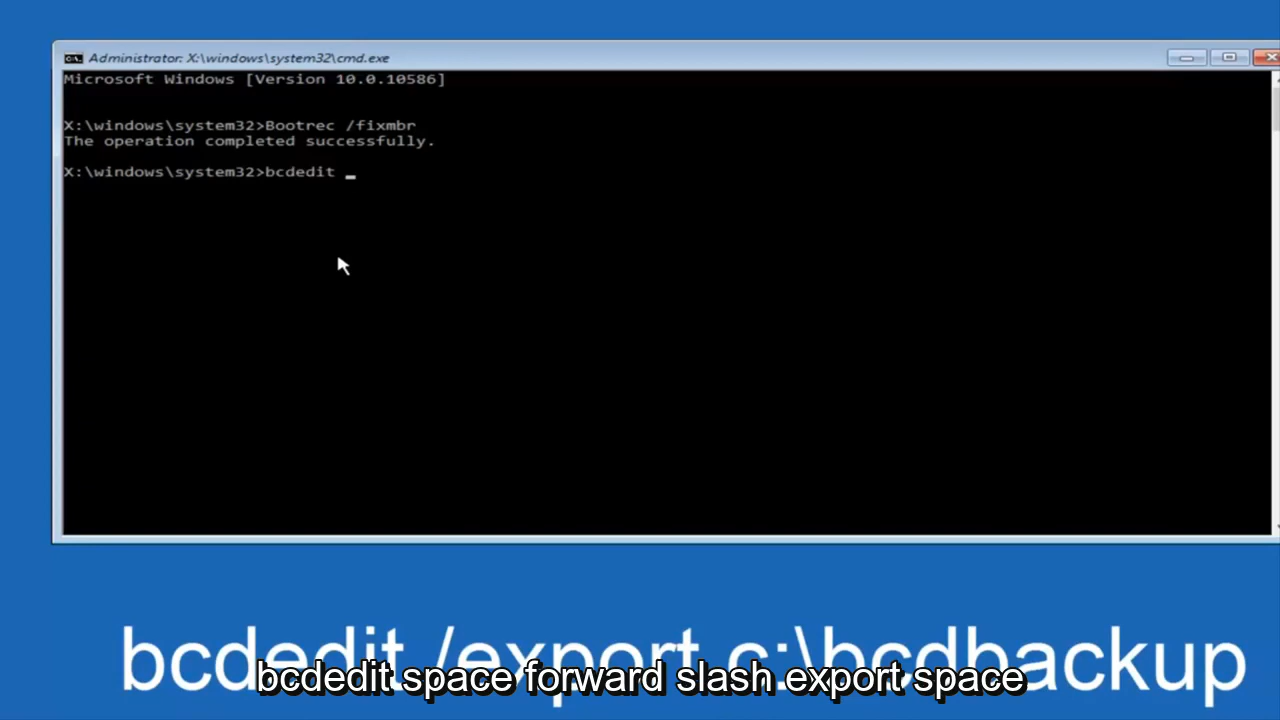 Administrator: X:\windows\system32\cmd.exe
Microsoft Windows [Version 10.0.10586]
X:\windows\system32>Bootrec /fixmbr
The operation completed successfully.
X:\windows\system32>bcdedit _
bcdedit /export c:\bcdbackup
bcdedit space forward slash export space